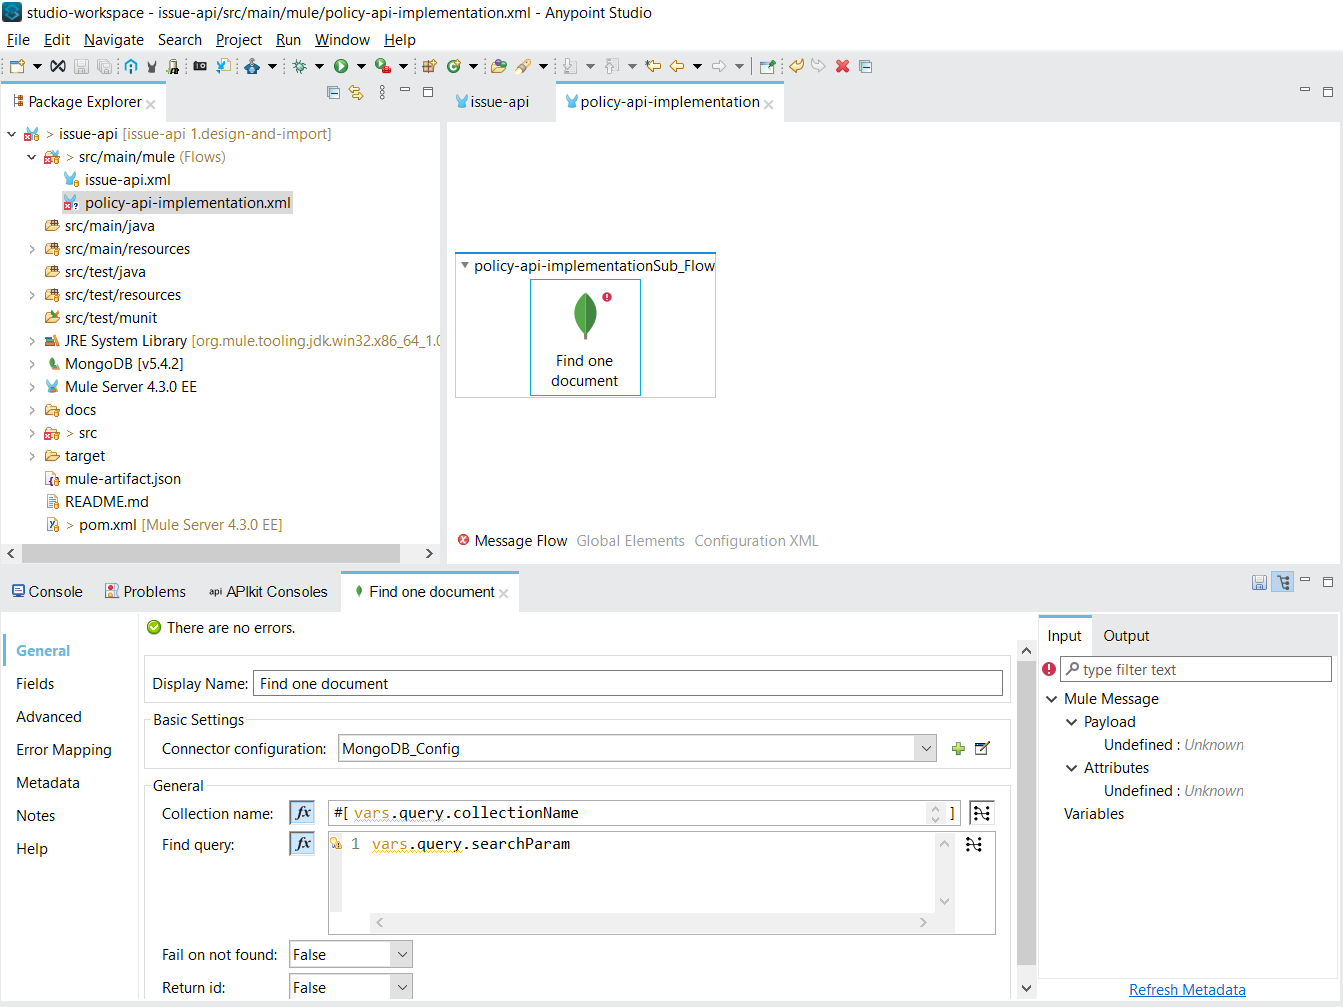 studio-workspace - issue-api/src/main/mule/policy-api-implementation.xml - Anypoint Studio
File Edit Navigate Search Project Run Window Help
Package Explorer
issue-api
policy-api-implementation
> issue-api [issue-api 1.design-and-import]
> src/main/mule (Flows)
issue-api.xml
policy-api-implementation.xml
src/main/java
src/main/resources
src/test/java
src/test/resources
src/test/munit
JRE System Library [org.mule.tooling.jdk.win32.x86_64_1.0
MongoDB [v5.4.2]
Mule Server 4.3.0 EE
docs
> src
target
mule-artifact.json
README.md
> pom.xml [Mule Server 4.3.0 EE]
policy-api-implementationSub_Flow
Find one
document
Message Flow Global Elements Configuration XML
Console Problems api APIkit Consoles Find one document
General
Fields
Advanced
Error Mapping
Metadata
Notes
Help
There are no errors.
Display Name: Find one document
Basic Settings
Connector configuration: MongoDB_Config
General
Collection name: fx #[ vars.query.collectionName ]
Find query: fx 1 vars.query.searchParam
Fail on not found: False
Return id: False
Input Output
type filter text
Mule Message
Payload
Undefined : Unknown
Attributes
Undefined : Unknown
Variables
Refresh Metadata